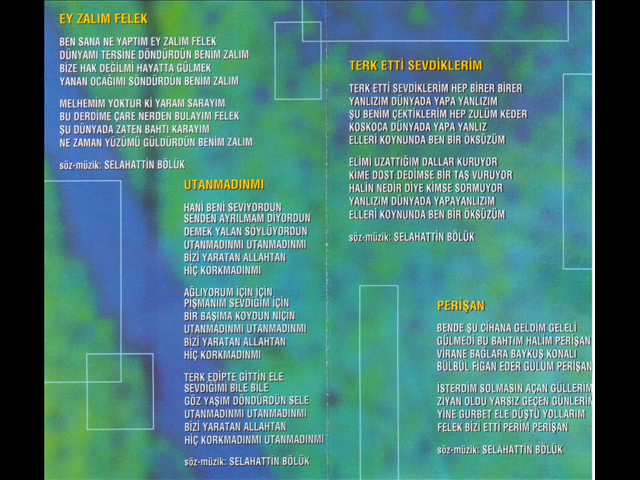 EY ZALIM FELEK
BEN SANA NE YAPTIM EY ZALIM FELEK
DÜNYAMI TERSİNE DÖNDÜRDÜN BENİM ZALIM
BİZE HAK DEĞİLMİ HAYATTA GÜLMEK
YANAN OCAĞIMI SÖNDÜRDÜN BENİM ZALIM
MELHEMİM YOKTUR Kİ YARAM SARAYIM
BU DERDİME ÇARE NERDEN BULAYIM FELEK
ŞU DÜNYADA ZATEN BAHTI KARAYIM
NE ZAMAN YÜZÜMÜ GÜLDÜRDÜN BENİM ZALIM
söz-müzik: SELAHATTİN BÖLÜK
UTANMADINMI
HANİ BENİ SEVİYORDUN
SENDEN AYRILMAM DİYORDUN
DEMEK YALAN SÖYLÜYORDUN
UTANMADINMI UTANMADINMI
BİZİ YARATAN ALLAHTAN
HİÇ KORKMADINMI
AĞLIYORUM İÇİN İÇİN
PİŞMANIM SEVDİĞİM İÇİN
BİR BAŞIMA KOYDUN NİÇİN
UTANMADINMI UTANMADINMI
BİZİ YARATAN ALLAHTAN
HİÇ KORKMADINMI
TERK EDİPTE GİTTİN ELE
SEVDİĞİMİ BİLE BİLE
GÖZ YAŞIM DÖNDÜRDÜN SELE
UTANMADINMI UTANMADINMI
BİZİ YARATAN ALLAHTAN
HİÇ KORKMADINMI UTANMADINMI
söz-müzik: SELAHATTİN BÖLÜK
TERK ETTİ SEVDİKLERİM
TERK ETTİ SEVDİKLERİM HEP BİRER BİRER
YANLIZIM DÜNYADA YAPA YANLIZIM
ŞU BENİM ÇEKTİKLERİM HEP ZULÜM KEDER
KOSKOCA DÜNYADA YAPA YANLIZ
ELLERİ KOYNUNDA BEN BİR ÖKSÜZÜM
ELİMİ UZATTIĞIM DALLAR KURUYOR
KİME DOST DEDİMSE BİR TAŞ VURUYOR
HALİN NEDİR DİYE KİMSE SORMUYOR
YANLIZIM DÜNYADA YAPAYANLIZIM
ELLERİ KOYNUNDA BEN BİR ÖKSÜZÜM
söz-müzik: SELAHATTİN BÖLÜK
PERİŞAN
BENDE ŞU CİHANA GELDİM GELELİ
GÜLMEDİ BU BAHTIM HALİM PERİŞAN
VİRANE BAĞLARA BAYKUŞ KONALI
BÜLBÜL FİGAN EDER GÜLÜM PERİŞAN
İSTERDİM SOLMASIN AÇAN GÜLLERİM
ZİYAN OLDU YARSIZ GEÇEN GÜNLERİM
YİNE GURBET ELE DÜŞTÜ YOLLARIM
FELEK BİZİ ETTİ PERİM PERİŞAN
söz-müzik: SELAHATTİN BÖLÜK